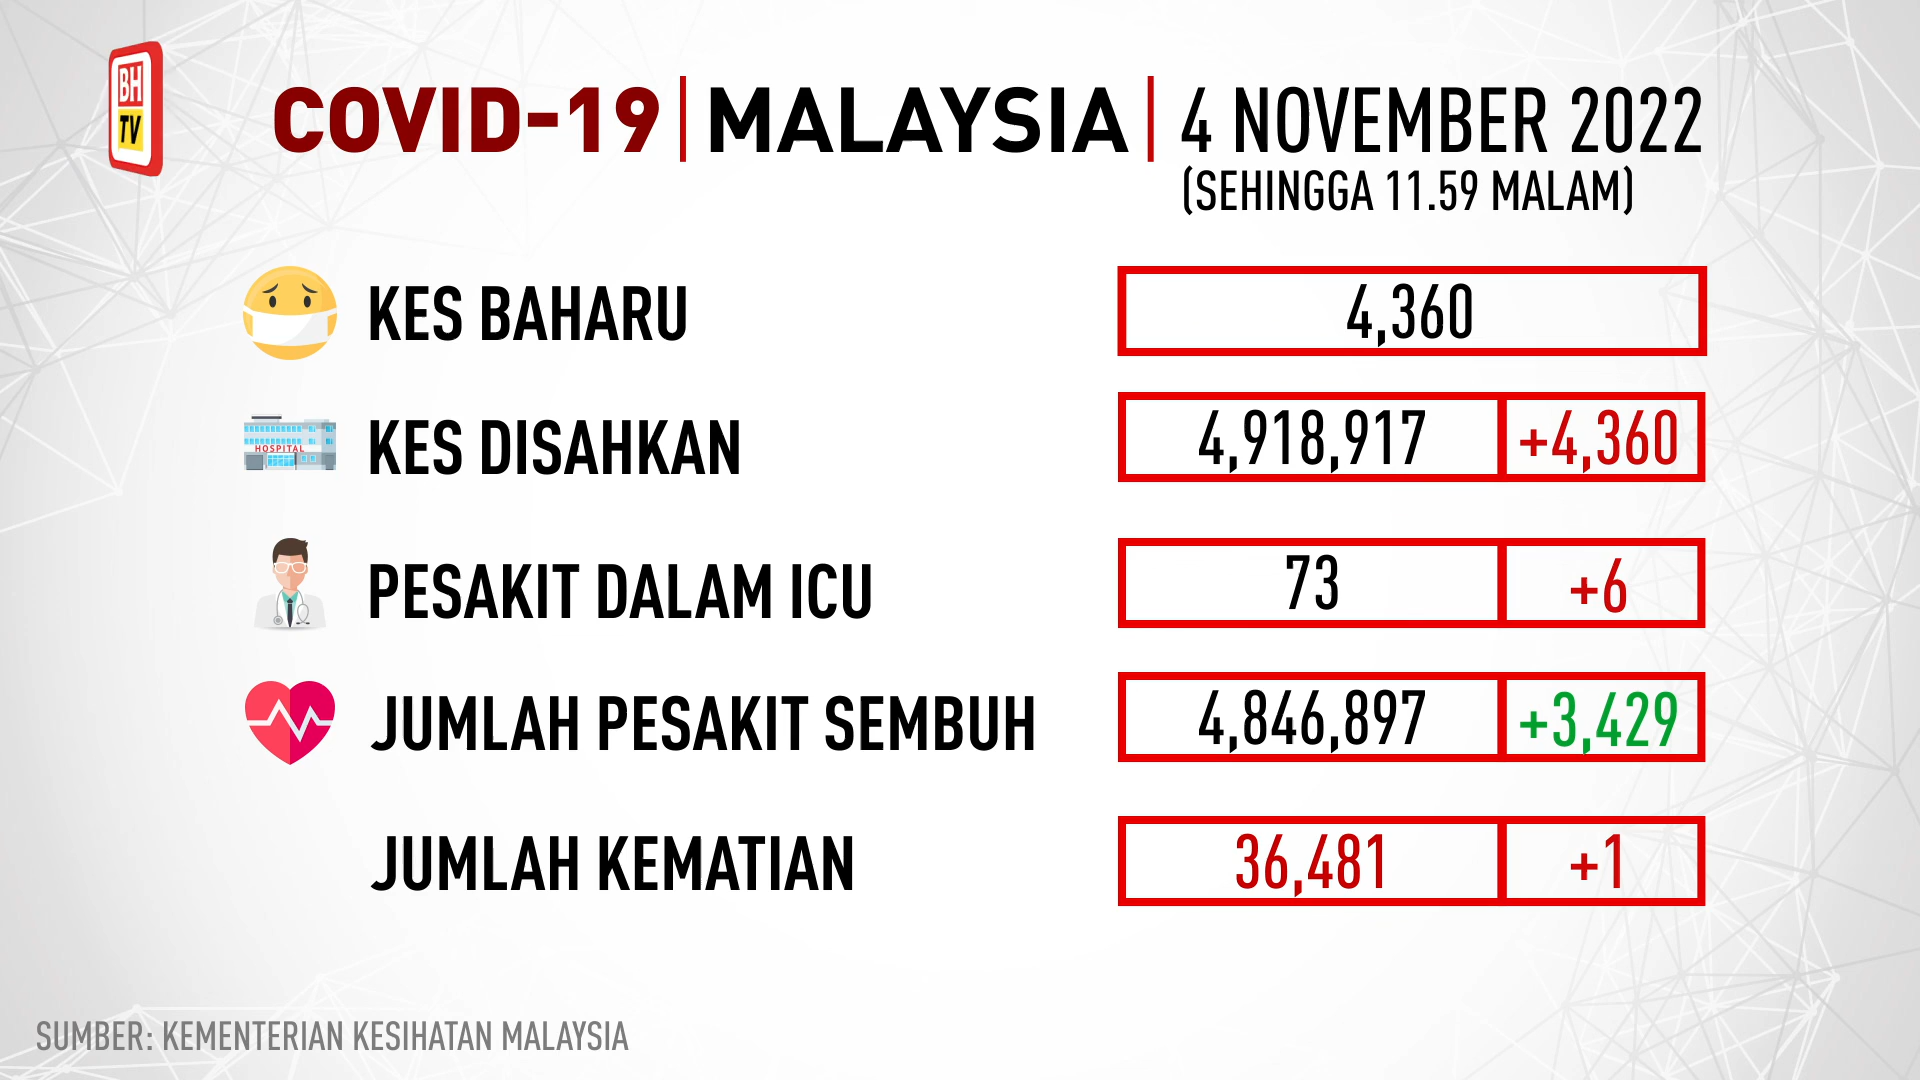 BH
TV
COVID-19 | MALAYSIA | 4 NOVEMBER 2022
(SEHINGGA 11.59 MALAM)
KES BAHARU 4,360
HOSPITAL
KES DISAHKAN 4,918,917 +4,360
PESAKIT DALAM ICU 73 +6
JUMLAH PESAKIT SEMBUH 4,846,897 +3,429
JUMLAH KEMATIAN 36,481 +1
SUMBER: KEMENTERIAN KESIHATAN MALAYSIA